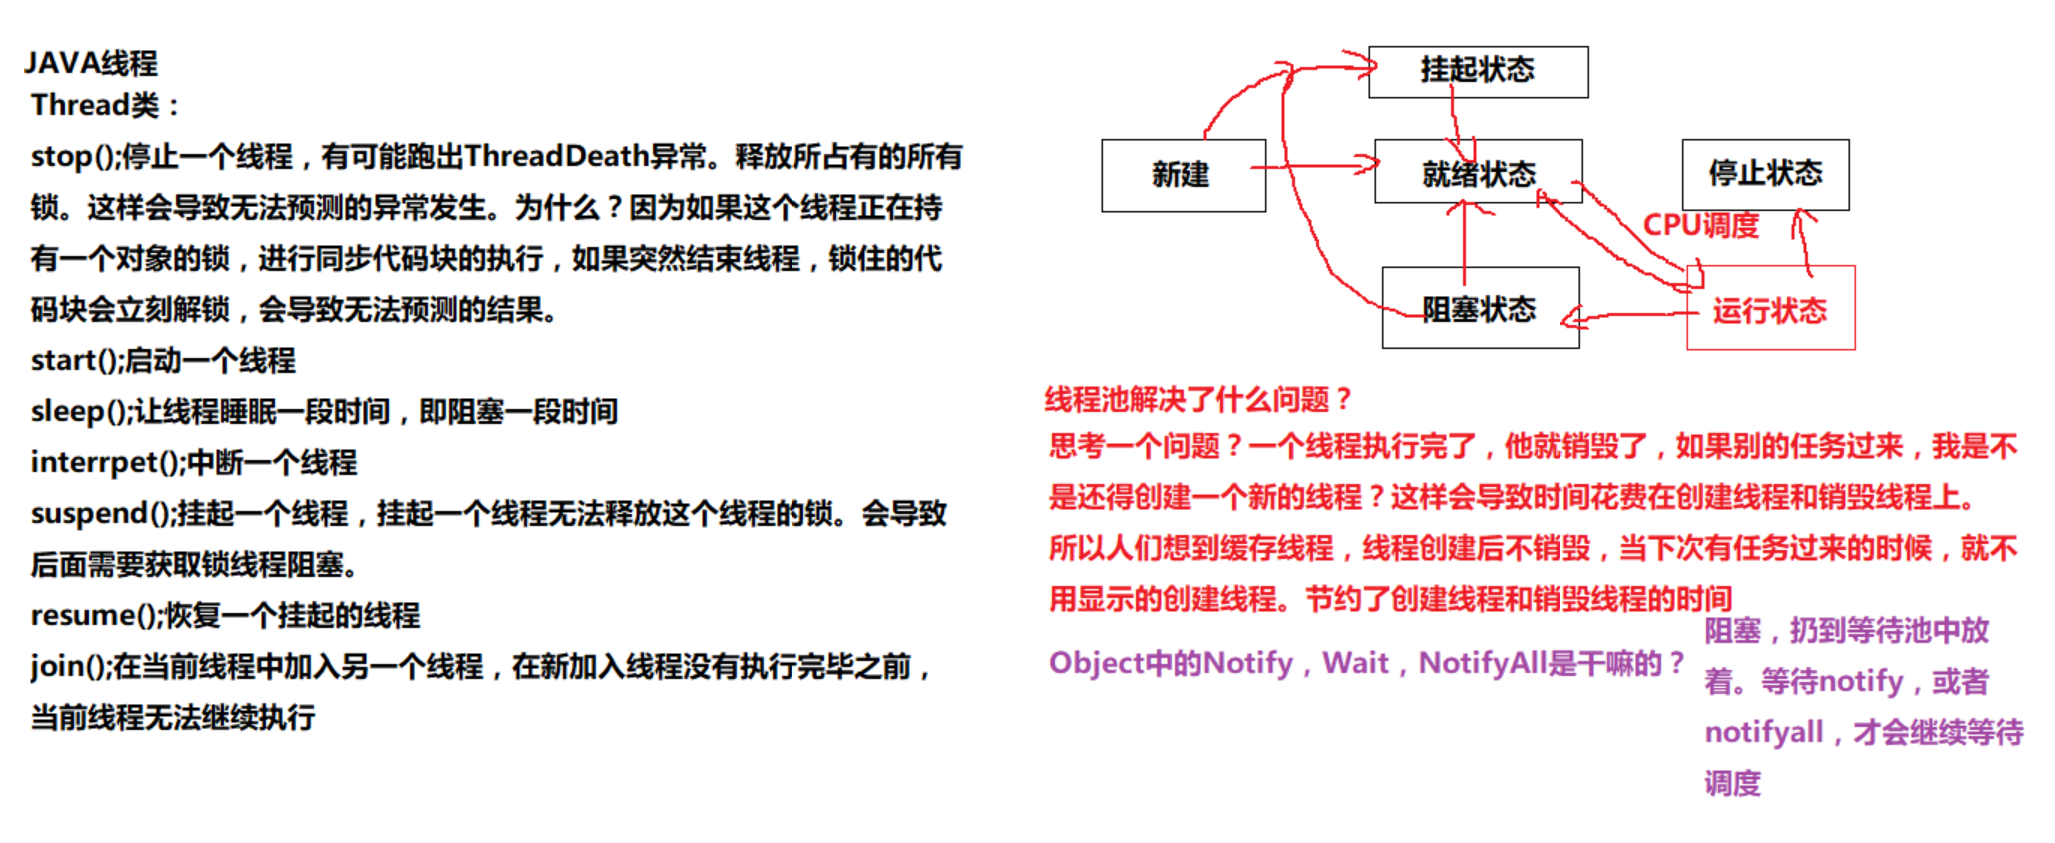 JAVA线程
Thread类：
stop();停止一个线程，有可能跑出ThreadDeath异常。释放所占有的所有
锁。这样会导致无法预测的异常发生。为什么？因为如果这个线程正在持
有一个对象的锁，进行同步代码块的执行，如果突然结束线程，锁住的代
码块会立刻解锁，会导致无法预测的结果。
start();启动一个线程
sleep();让线程睡眠一段时间，即阻塞一段时间
interrpet();中断一个线程
suspend();挂起一个线程，挂起一个线程无法释放这个线程的锁。会导致
后面需要获取锁线程阻塞。
resume();恢复一个挂起的线程
join();在当前线程中加入另一个线程，在新加入线程没有执行完毕之前，
当前线程无法继续执行
挂起状态
新建
就绪状态
停止状态
CPU调度
阻塞状态
运行状态
线程池解决了什么问题？
思考一个问题？一个线程执行完了，他就销毁了，如果别的任务过来，我是不
是还得创建一个新的线程？这样会导致时间花费在创建线程和销毁线程上。
所以人们想到缓存线程，线程创建后不销毁，当下次有任务过来的时候，就不
用显示的创建线程。节约了创建线程和销毁线程的时间
Object中的Notify，Wait，NotifyAll是干嘛的？
阻塞，扔到等待池中放
着。等待notify，或者
notifyall，才会继续等待
调度